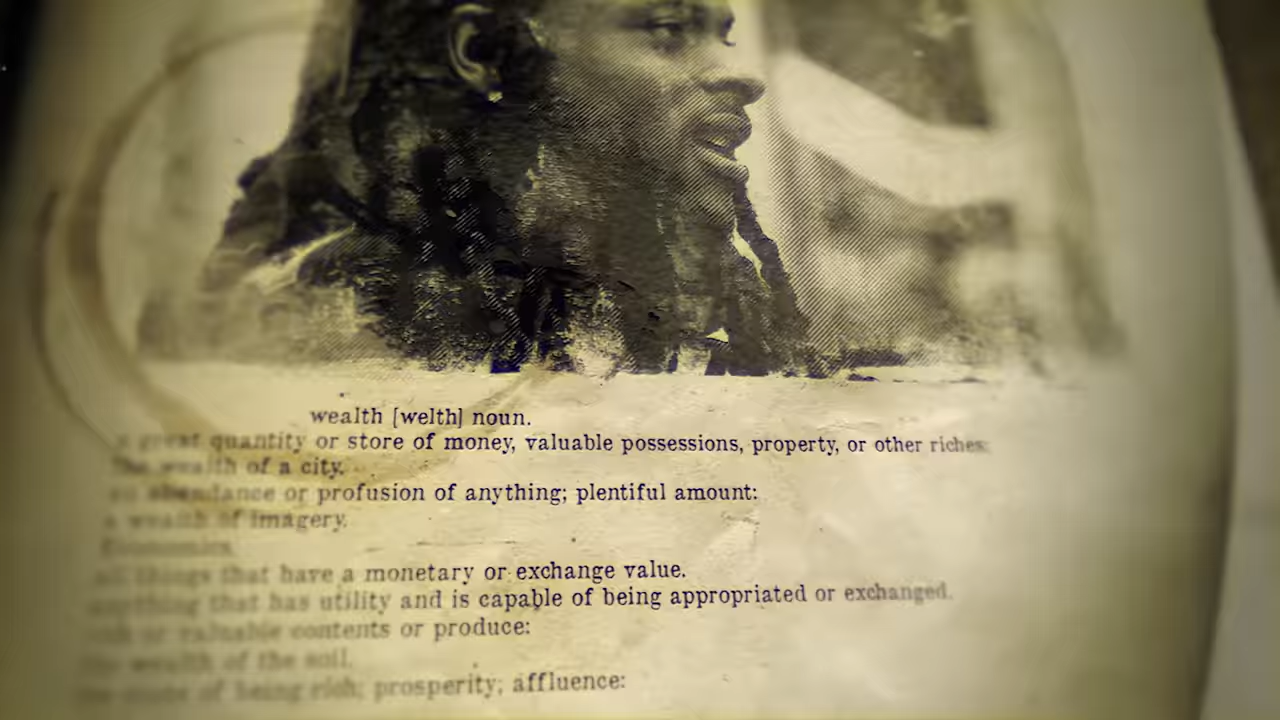 wealth [welth] noun.
a great quantity or store of money, valuable possessions, property, or other riches:
The wealth of a city.
an abundance or profusion of anything; plentiful amount:
a wealth of imagery.
Economics
all things that have a monetary or exchange value.
anything that has utility and is capable of being appropriated or exchanged.
rich or valuable contents or produce:
the wealth of the soil.
the state of being rich; prosperity; affluence: